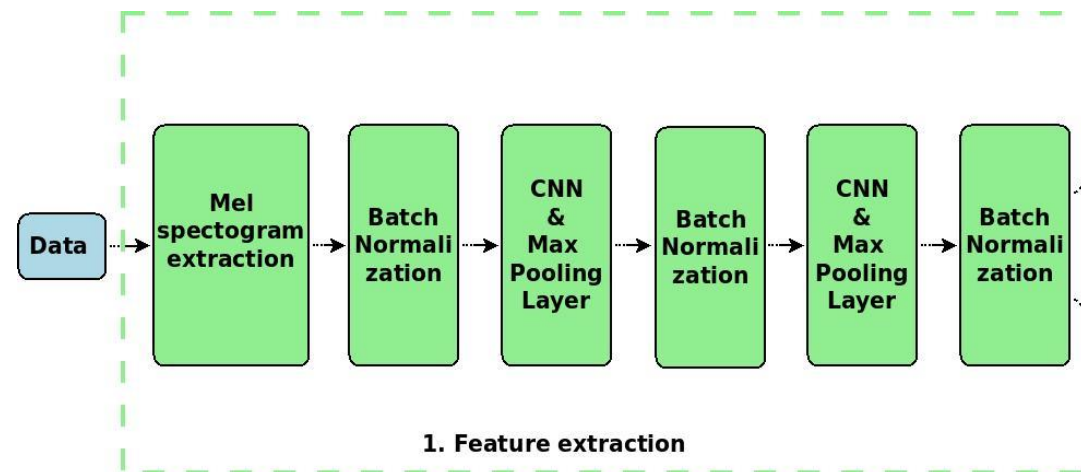 Data
Mel
spectogram
extraction
Batch
Normali
zation
CNN
&
Max
Pooling
Layer
Batch
Normali
zation
CNN
&
Max
Pooling
Layer
Batch
Normali
zation
1. Feature extraction